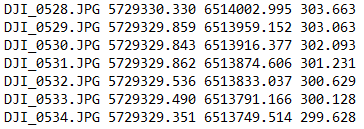 DJI_0528.JPG 5729330.330 6514002.995 303.663
DJI_0529.JPG 5729329.859 6513959.152 303.063
DJI_0530.JPG 5729329.843 6513916.377 302.093
DJI_0531.JPG 5729329.862 6513874.606 301.231
DJI_0532.JPG 5729329.536 6513833.037 300.629
DJI_0533.JPG 5729329.490 6513791.166 300.128
DJI_0534.JPG 5729329.351 6513749.514 299.628